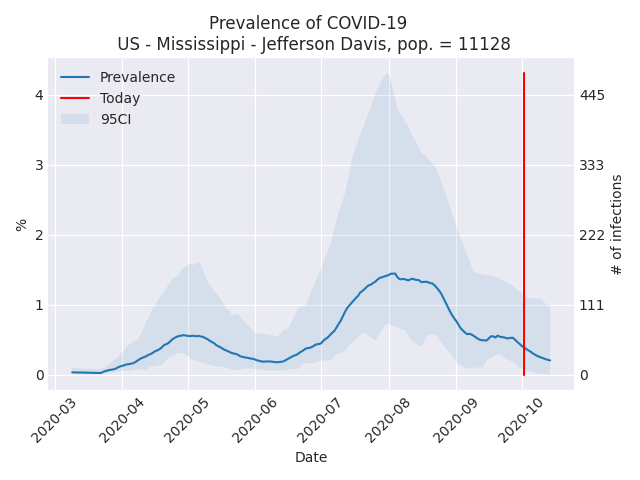 Prevalence of COVID-19
US - Mississippi - Jefferson Davis, pop. = 11128
Prevalence
Today
95CI
%
4
3
2
1
0
445
333
222
111
0
# of infections
2020-03
2020-04
2020-05
2020-06
2020-07
2020-08
2020-09
2020-10
Date